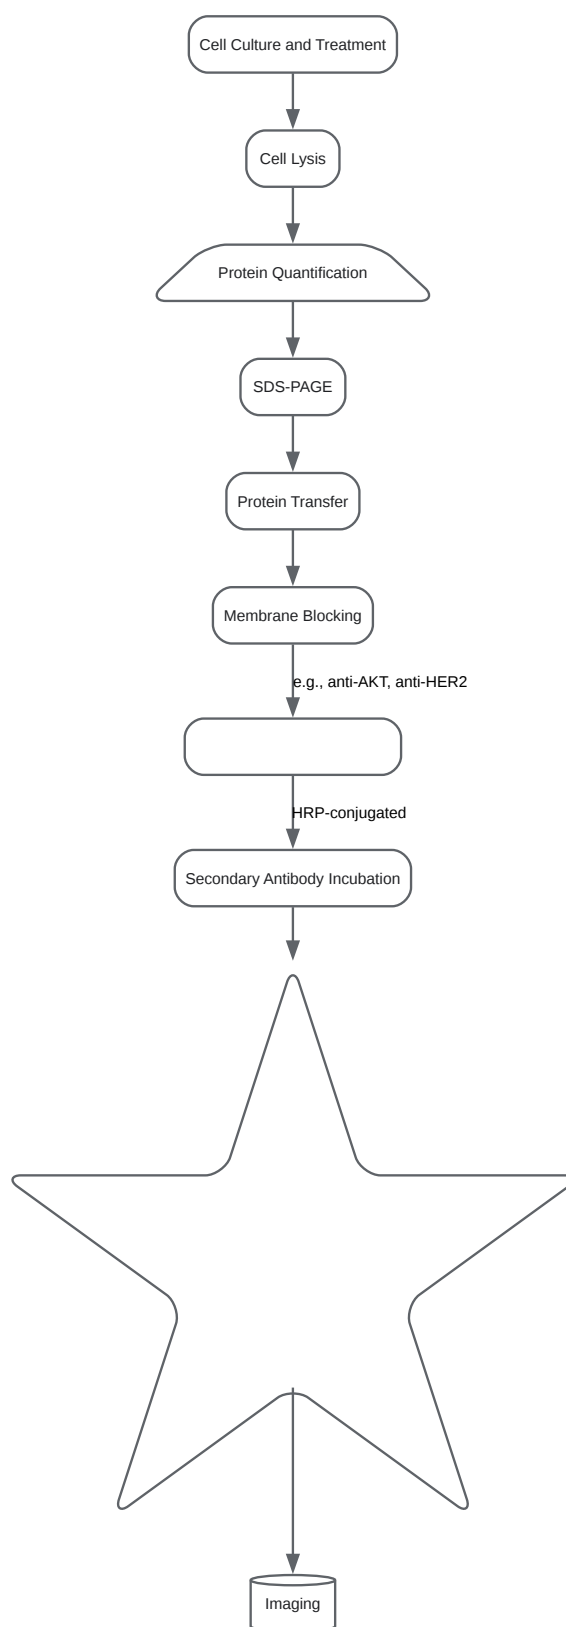 Cell Culture and Treatment
Cell Lysis
Protein Quantification
SDS-PAGE
Protein Transfer
Membrane Blocking
e.g., anti-AKT, anti-HER2
HRP-conjugated
Secondary Antibody Incubation
Imaging